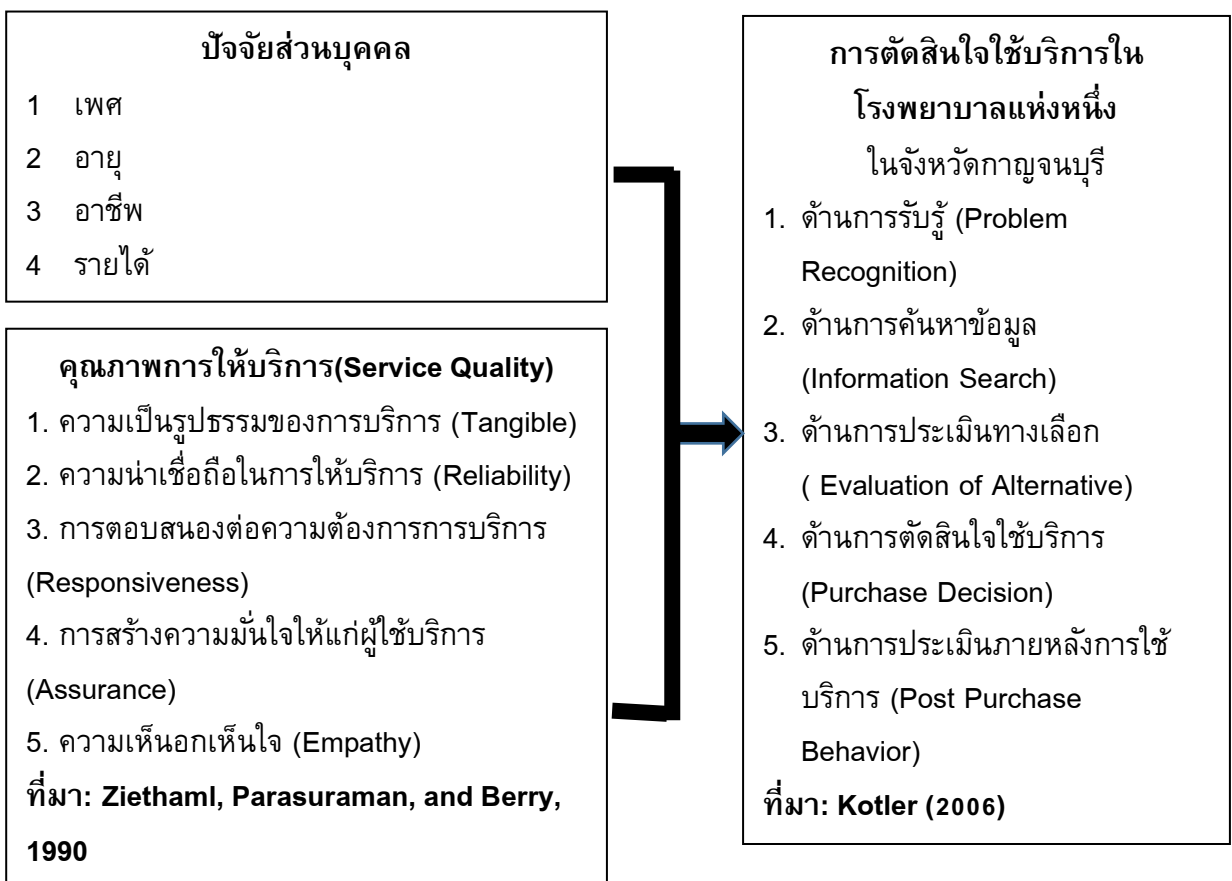 ปัจจัยส่วนบุคคล
1 เพศ
2 อายุ
3 อาชีพ
4 รายได้
คุณภาพการให้บริการ(Service Quality)
1. ความเป็นรูปธรรมของการบริการ (Tangible)
2. ความน่าเชื่อถือในการให้บริการ (Reliability)
3. การตอบสนองต่อความต้องการการบริการ
(Responsiveness)
4. การสร้างความมั่นใจให้แก่ผู้ใช้บริการ
(Assurance)
5. ความเห็นอกเห็นใจ (Empathy)
ที่มา: Ziethaml, Parasuraman, and Berry,
1990
การตัดสินใจใช้บริการใน
โรงพยาบาลแห่งหนึ่ง
ในจังหวัดกาญจนบุรี
1. ด้านการรับรู้ (Problem
Recognition)
2. ด้านการค้นหาข้อมูล
(Information Search)
3. ด้านการประเมินทางเลือก
( Evaluation of Alternative)
4. ด้านการตัดสินใจใช้บริการ
(Purchase Decision)
5. ด้านการประเมินภายหลังการใช้
บริการ (Post Purchase
Behavior)
ที่มา: Kotler (2006)